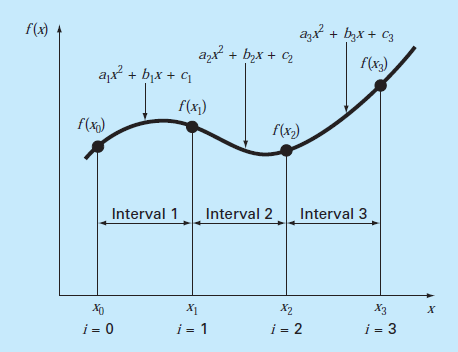 f(x)
a₃x² + b₃x + c₃
a₂x² + b₂x + c₂
f(x₃)
a₁x² + b₁x + c₁
f(x₁)
f(x₀)
f(x₂)
Interval 1 Interval 2 Interval 3
x₀ x₁ x₂ x₃ x
i = 0 i = 1 i = 2 i = 3